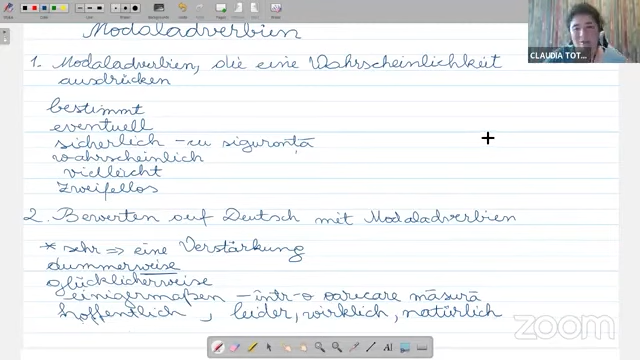 Modaladverbien
1. Modaladverbien, die eine Wahrscheinlichkeit
ausdrücken
bestimmt
eventuell
sicherlich - cu siguranță
wahrscheinlich
vielleicht
zweifellos
2. Bewerten auf Deutsch mit Modaladverbien
* sehr => eine Verstärkung
dummerweise
glücklicherweise
einigermaßen - într-o oarecare măsură
hoffentlich, leider, wirklich, natürlich
CLAUDIA TOT...
zoom